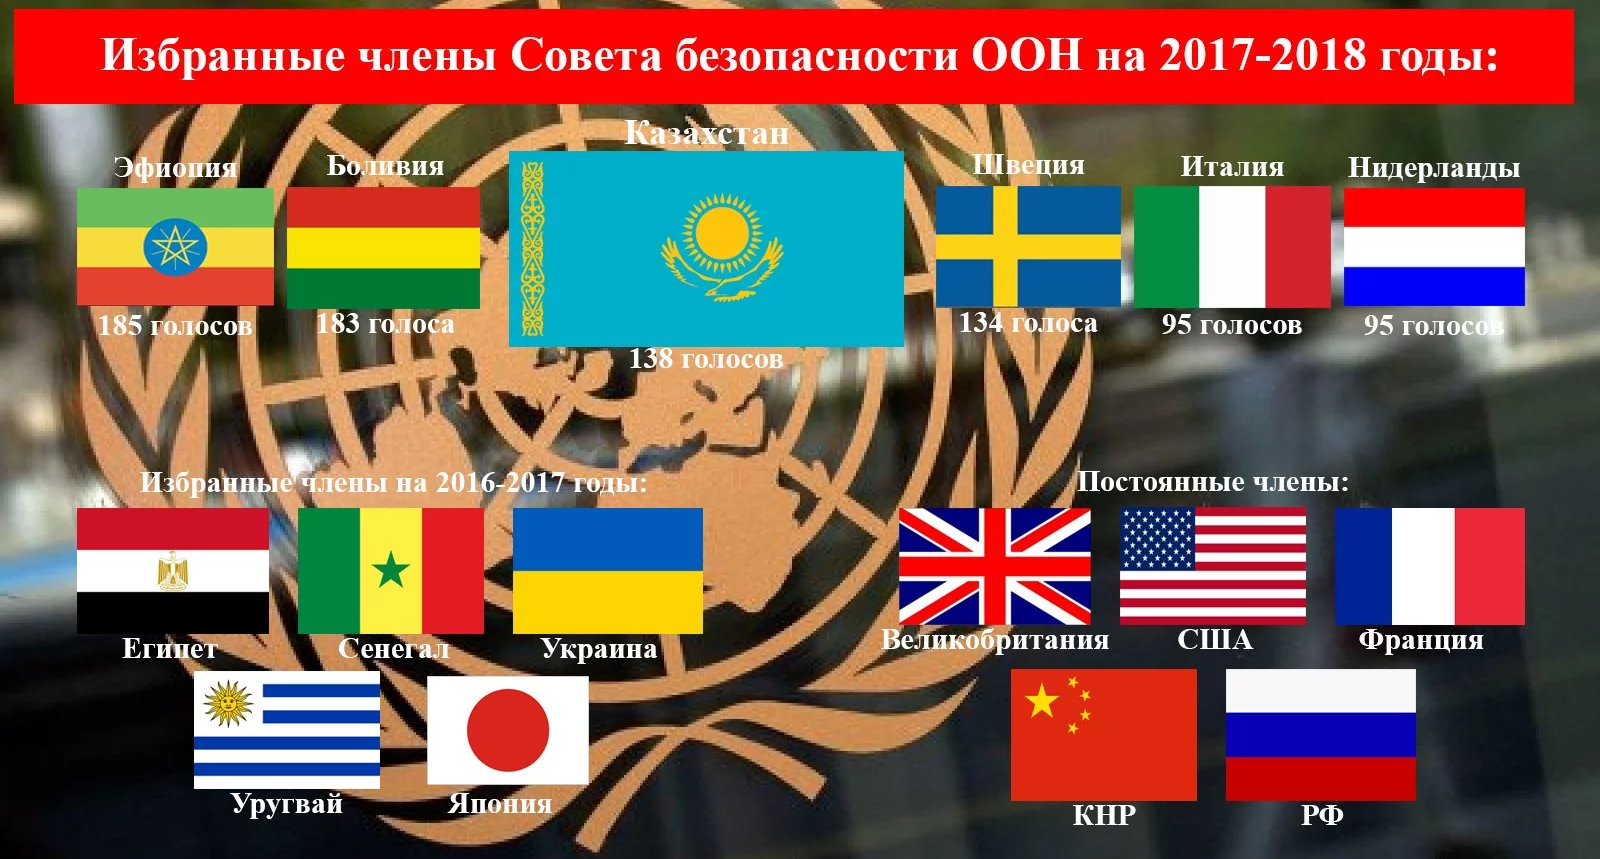 Избранные члены Совета безопасности ООН на 2017-2018 годы:
Эфиопия
Боливия
Казахстан
Швеция
Италия
Нидерланды
185 голосов
183 голоса
138 голосов
134 голоса
95 голосов
95 голосов
Избранные члены на 2016-2017 годы:
Египет
Сенегал
Украина
Уругвай
Япония
Постоянные члены:
Великобритания
США
Франция
КНР
РФ